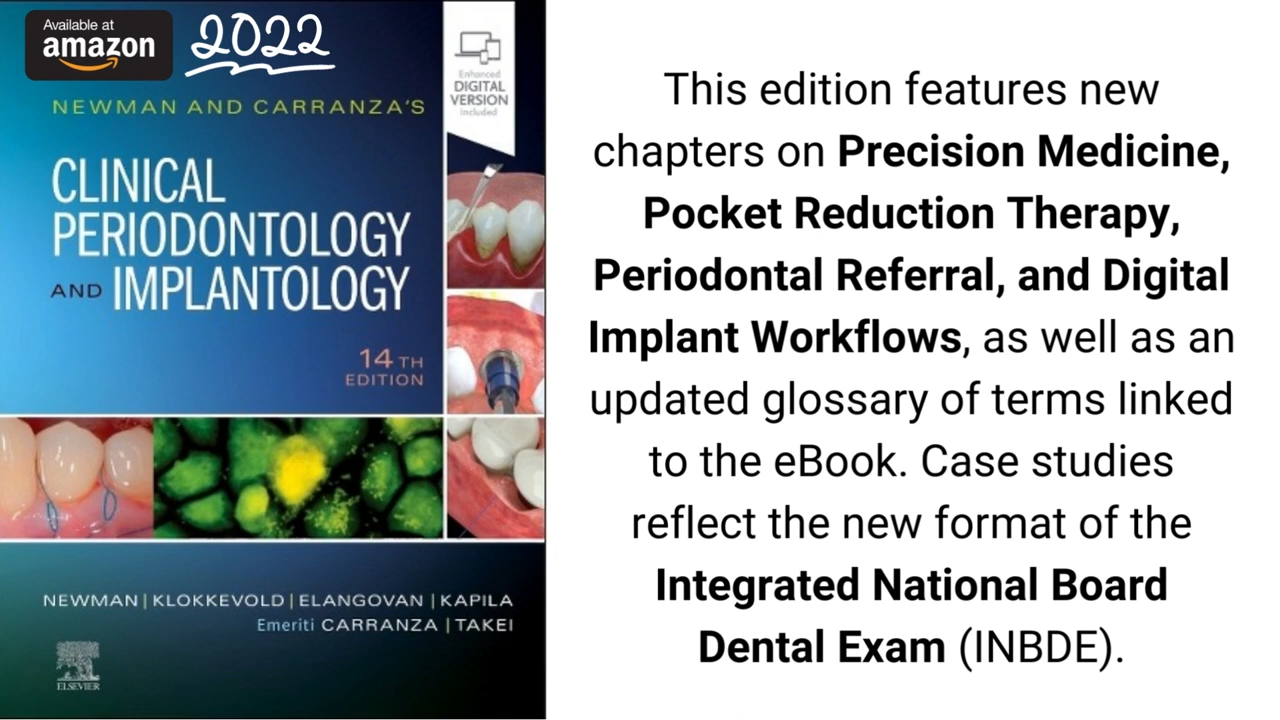 Available at
amazon
2022
Enhanced
DIGITAL
VERSION
Included
NEWMAN AND CARRANZA'S
CLINICAL
PERIODONTOLOGY
AND IMPLANTOLOGY
14TH
EDITION
NEWMAN | KLOKKEVOLD | ELANGOVAN | KAPILA
Emeriti CARRANZA | TAKEI
ELSEVIER
This edition features new
chapters on Precision Medicine,
Pocket Reduction Therapy,
Periodontal Referral, and Digital
Implant Workflows, as well as an
updated glossary of terms linked
to the eBook. Case studies
reflect the new format of the
Integrated National Board
Dental Exam (INBDE).